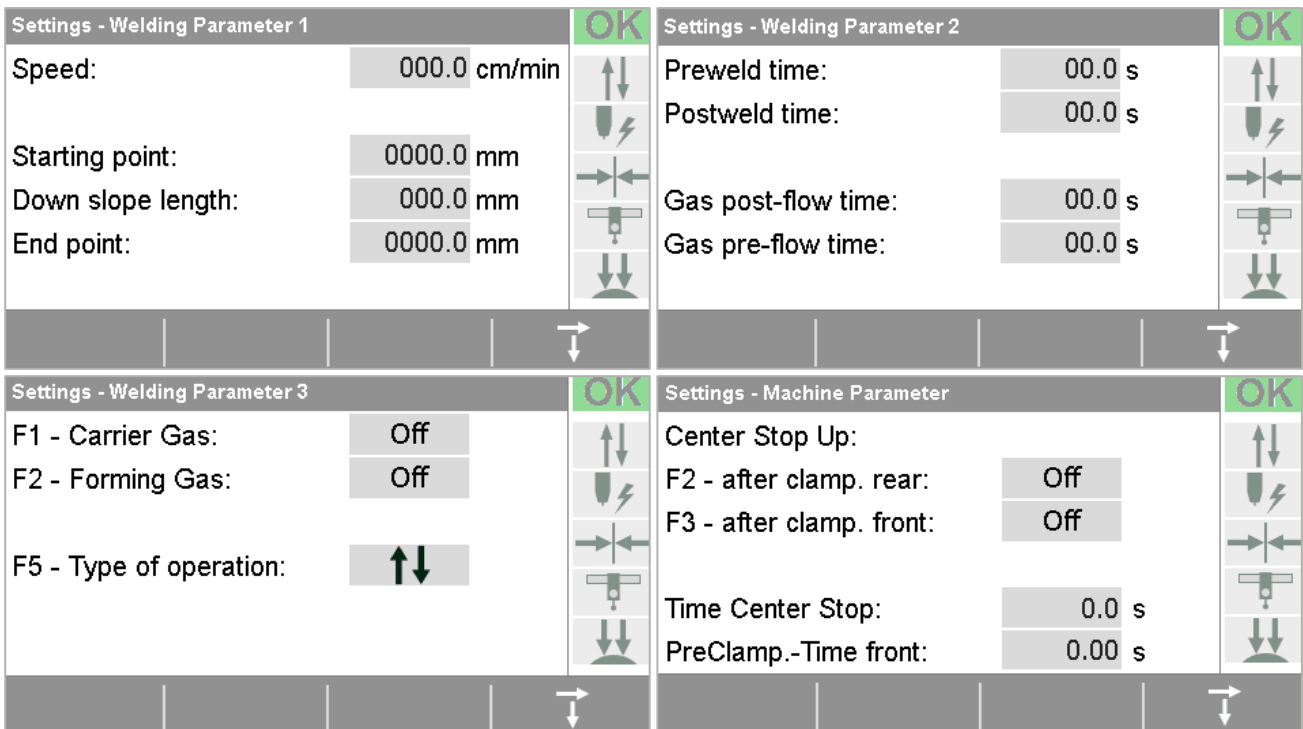 Settings - Welding Parameter 1
OK
Speed: 000.0 cm/min
Starting point: 0000.0 mm
Down slope length: 000.0 mm
End point: 0000.0 mm
Settings - Welding Parameter 2
OK
Preweld time: 00.0 s
Postweld time: 00.0 s
Gas post-flow time: 00.0 s
Gas pre-flow time: 00.0 s
Settings - Welding Parameter 3
OK
F1 - Carrier Gas: Off
F2 - Forming Gas: Off
F5 - Type of operation:
Settings - Machine Parameter
OK
Center Stop Up:
F2 - after clamp. rear: Off
F3 - after clamp. front: Off
Time Center Stop: 0.0 s
PreClamp.-Time front: 0.00 s